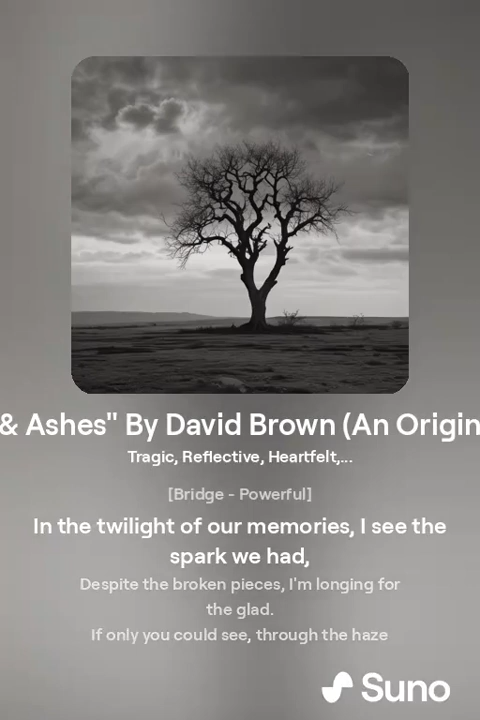 & Ashes" By David Brown (An Origin
Tragic, Reflective, Heartfelt,...
[Bridge - Powerful]
In the twilight of our memories, I see the
spark we had,
Despite the broken pieces, I'm longing for
the glad.
If only you could see, through the haze
Suno